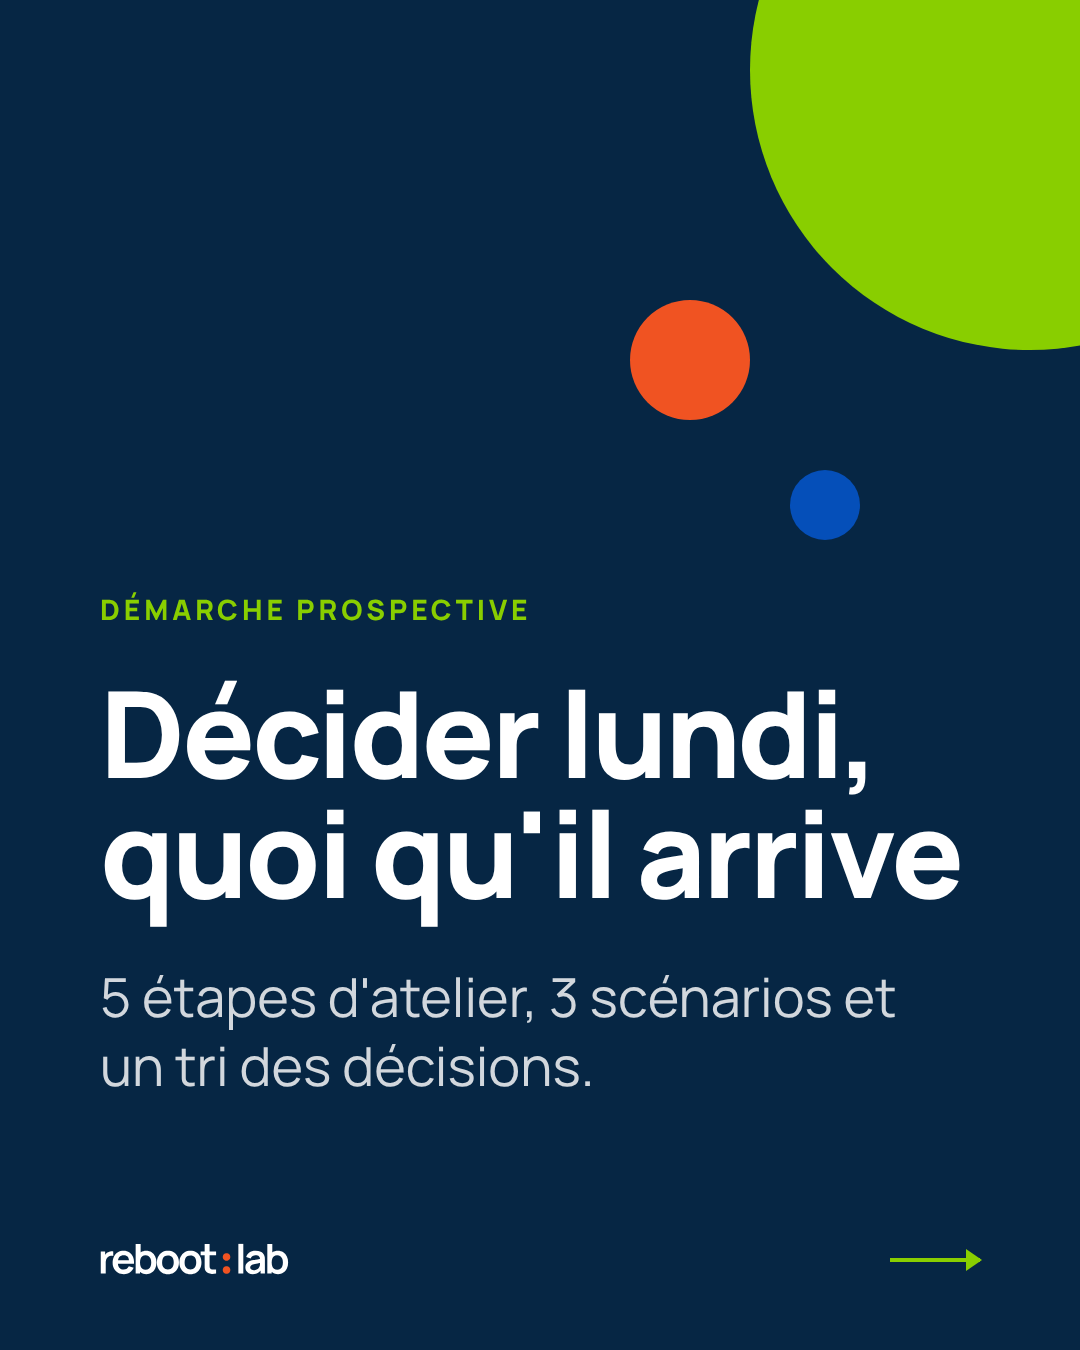 DÉMARCHE PROSPECTIVE
Décider lundi,
quoi qu'il arrive
5 étapes d'atelier, 3 scénarios et
un tri des décisions.
reboot:lab